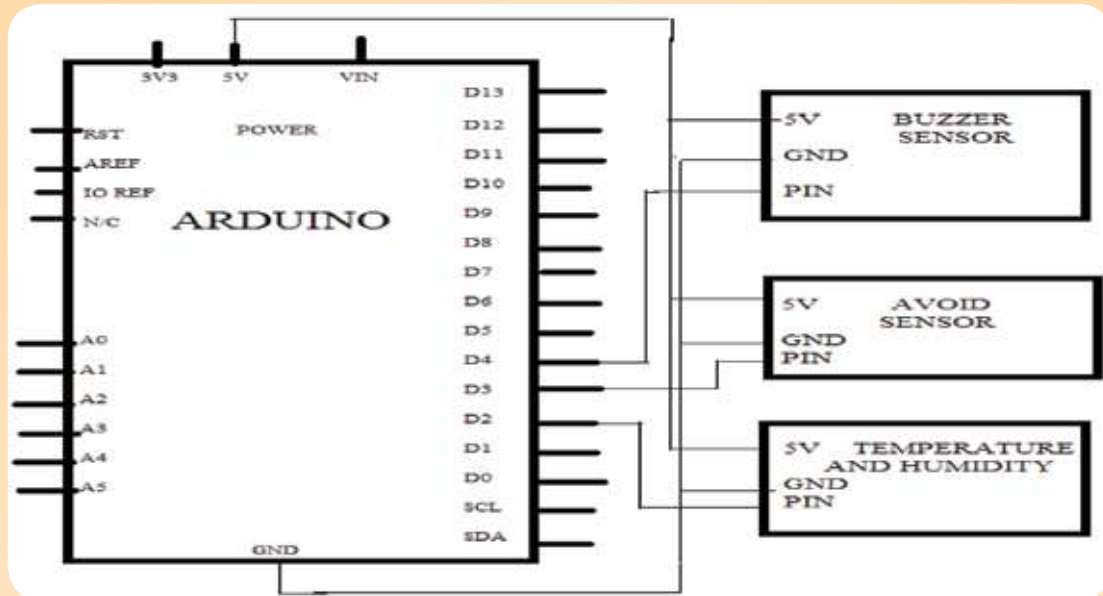 3V3 5V VIN
POWER
RST
AREF
IO REF
N/C
ARDUINO
A0
A1
A2
A3
A4
A5
D13
D12
D11
D10
D9
D8
D7
D6
D5
D4
D3
D2
D1
D0
SCL
SDA
GND
5V BUZZER
SENSOR
GND
PIN
5V AVOID
SENSOR
GND
PIN
5V TEMPERATURE
AND HUMIDITY
GND
PIN